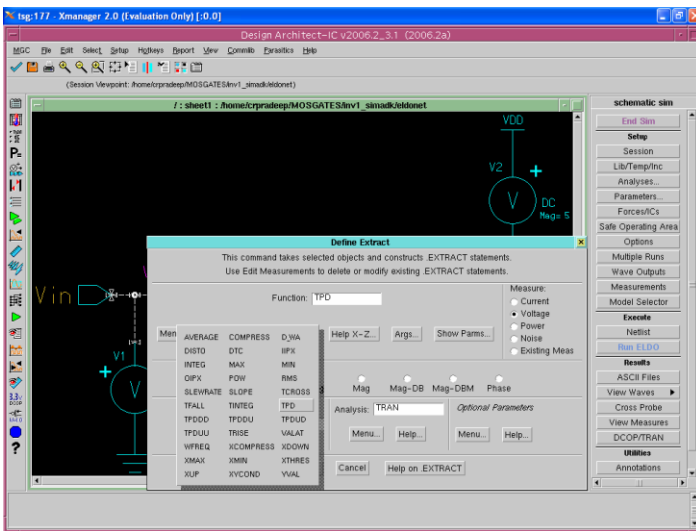 tsg:177 - Xmanager 2.0 (Evaluation Only) [:0.0]
Design Architect-IC v2006.2_3.1 (2006.2a)
MGC File Edit Select Setup Hotkeys Report View Commlib Parasitics Help
(Session Viewpoint: /home/crpradeep/MOSGATES/inv1_simadk/eldonet)
/ : sheet1 : /home/crpradeep/MOSGATES/inv1_simadk/eldonet
schematic sim
End Sim
Setup
Session
Lib/Temp/Inc
Analyses...
Parameters...
Forces/ICs
Safe Operating Area
Options
Multiple Runs
Wave Outputs
Measurements
Model Selector
Execute
Netlist
Run ELDO
Results
ASCII Files
View Waves
Cross Probe
View Measures
DCOP/TRAN
Utilities
Annotations
VDD
V2
V
DC
Mag= 5
Vin
V1
V
Define Extract
This command takes selected objects and constructs .EXTRACT statements.
Use Edit Measurements to delete or modify existing .EXTRACT statements.
Function: TPD
Measure:
Current
Voltage
Power
Noise
Existing Meas
Help X-Z... Args... Show Parms...
AVERAGE COMPRESS D_WA
DISTO DTC IIPX
INTEG MAX MIN
OIPX POW RMS
SLEWRATE SLOPE TCROSS
TFALL TINTEG TPD
TPDDD TPDDU TPDUD
TPDUU TRISE VALAT
WFREQ XCOMPRESS XDOWN
XMAX XMIN XTHRES
XUP XYCOND YVAL
Mag Mag-DB Mag-DBM Phase
Analysis: TRAN Optional Parameters
Menu... Help... Menu... Help...
Cancel Help on .EXTRACT